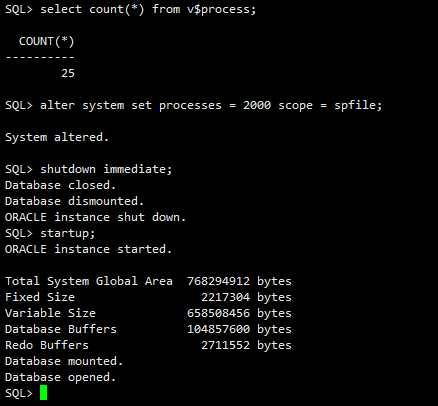 SQL> select count(*) from v$process;
COUNT(*)
----------
25
SQL> alter system set processes = 2000 scope = spfile;
System altered.
SQL> shutdown immediate;
Database closed.
Database dismounted.
ORACLE instance shut down.
SQL> startup;
ORACLE instance started.
Total System Global Area  768294912 bytes
Fixed Size                  2217304 bytes
Variable Size             658508456 bytes
Database Buffers          104857600 bytes
Redo Buffers                2711552 bytes
Database mounted.
Database opened.
SQL>